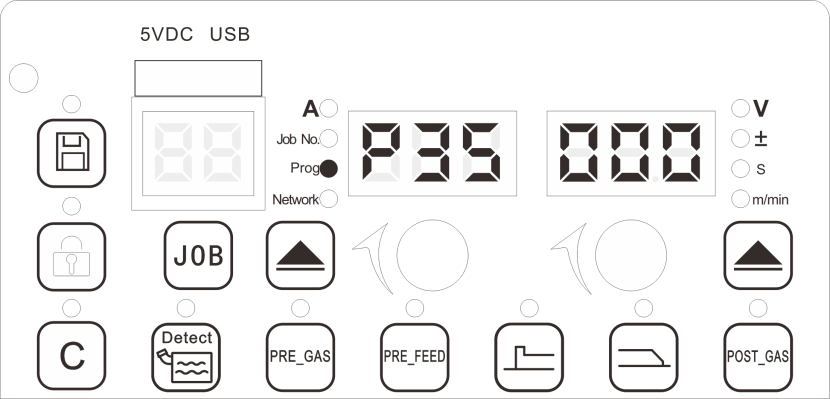 5VDC USB
A
V
Job No.
±
Prog
S
Network
m/min
P35
000
JOB
C
Detect
PRE_GAS
PRE_FEED
POST_GAS